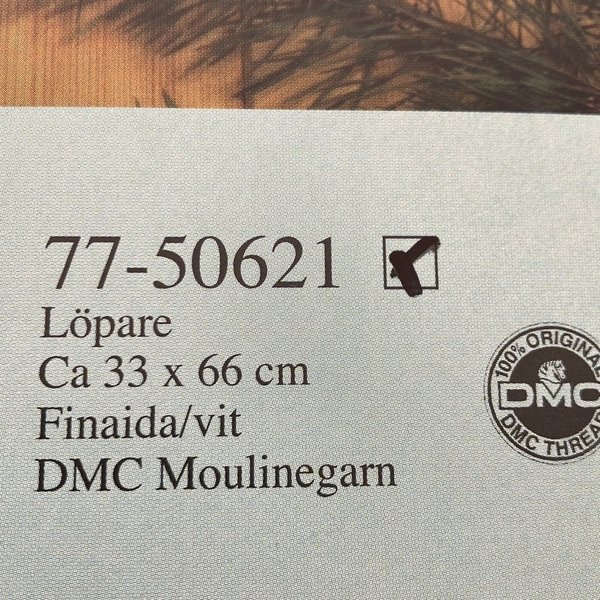 77-50621
Löpare
Ca 33 x 66 cm
Finaida/vit
DMC Moulinegarn
100% ORIGINAL
DMC
DMC THREAD